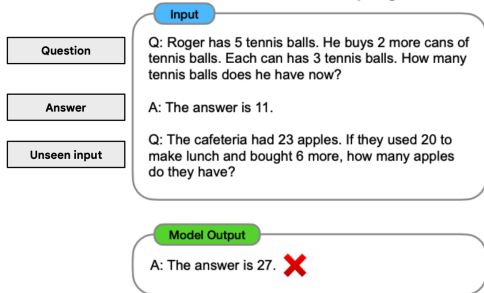 Input
Question
Q: Roger has 5 tennis balls. He buys 2 more cans of
tennis balls. Each can has 3 tennis balls. How many
tennis balls does he have now?
Answer
A: The answer is 11.
Unseen input
Q: The cafeteria had 23 apples. If they used 20 to
make lunch and bought 6 more, how many apples
do they have?
Model Output
A: The answer is 27.